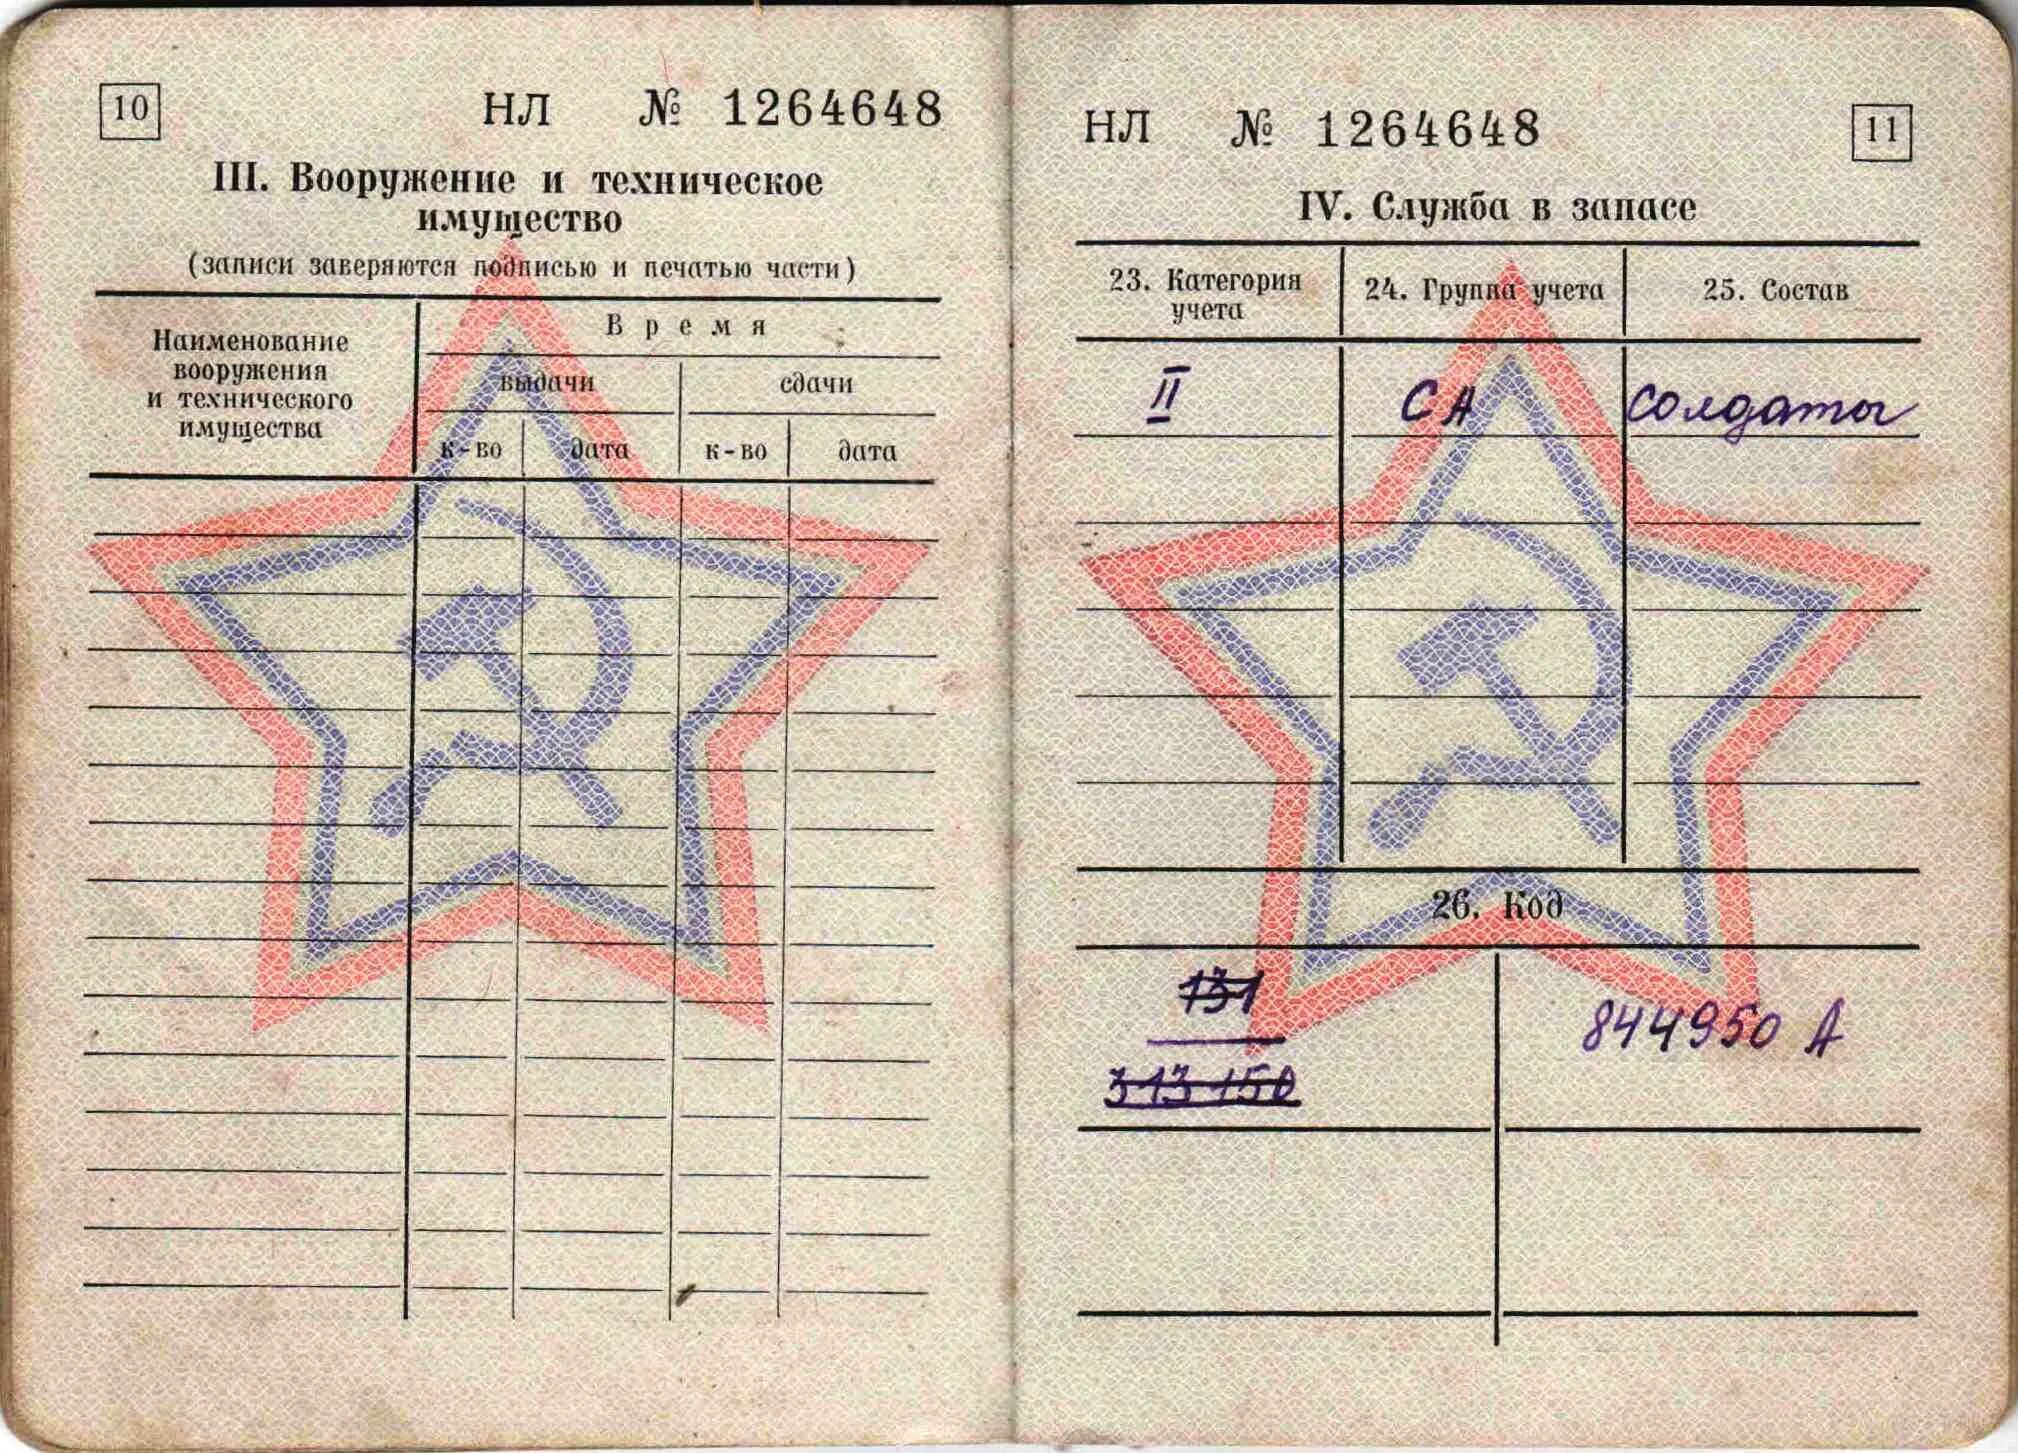 10
НЛ № 1264648
III. Вооружение и техническое
имущество
(записи заверяются подписью и печатью части)
Наименование
вооружения
и технического
имущества
Время
выдачи
сдачи
к-во
дата
к-во
дата
НЛ № 1264648
11
IV. Служба в запасе
23. Категория
учета
24. Группа учета
25. Состав
II
СА
солдаты
26. Код
131
313150
844950 А